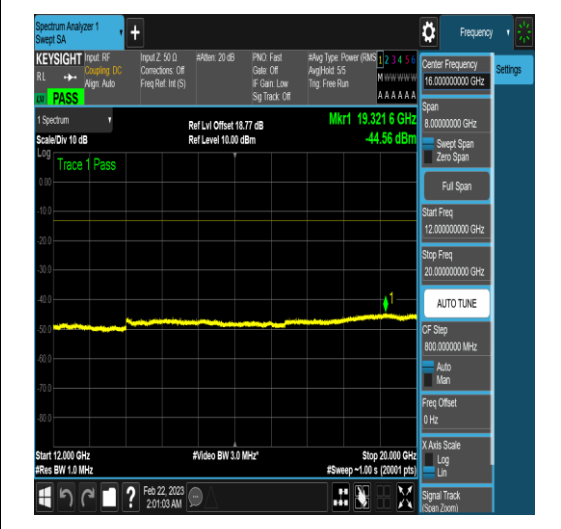 Spectrum Analyzer 1
Swept SA
Frequency
KEYSIGHT
Input: RF
Coupling: DC
Align: Auto
Input Z: 50 Ω
Corrections: Off
Freq Ref: Int (S)
#Atten: 20 dB
PNO: Fast
Gate: Off
IF Gain: Low
Sig Track: Off
#Avg Type: Power (RMS
Avg|Hold: 5/5
Trig: Free Run
1 2 3 4 5 6
M W W W W W
A A A A A A
R L
PASS
Center Frequency
16.000000000 GHz
Settings
Span
8.00000000 GHz
Swept Span
Zero Span
Full Span
Start Freq
12.000000000 GHz
Stop Freq
20.000000000 GHz
AUTO TUNE
CF Step
800.000000 MHz
Auto
Man
Freq Offset
0 Hz
X Axis Scale
Log
Lin
Signal Track
(Span Zoom)
1 Spectrum
Scale/Div 10 dB
Ref Lvl Offset 18.77 dB
Ref Level 10.00 dBm
Mkr1 19.321 6 GHz
-44.56 dBm
Log
Trace 1 Pass
0.00
-10.0
-20.0
-30.0
-40.0
-50.0
-60.0
-70.0
-80.0
1
Start 12.000 GHz
#Res BW 1.0 MHz
#Video BW 3.0 MHz*
Stop 20.000 GHz
#Sweep ~1.00 s (20001 pts)
?
Feb 22, 2023
2:01:03 AM